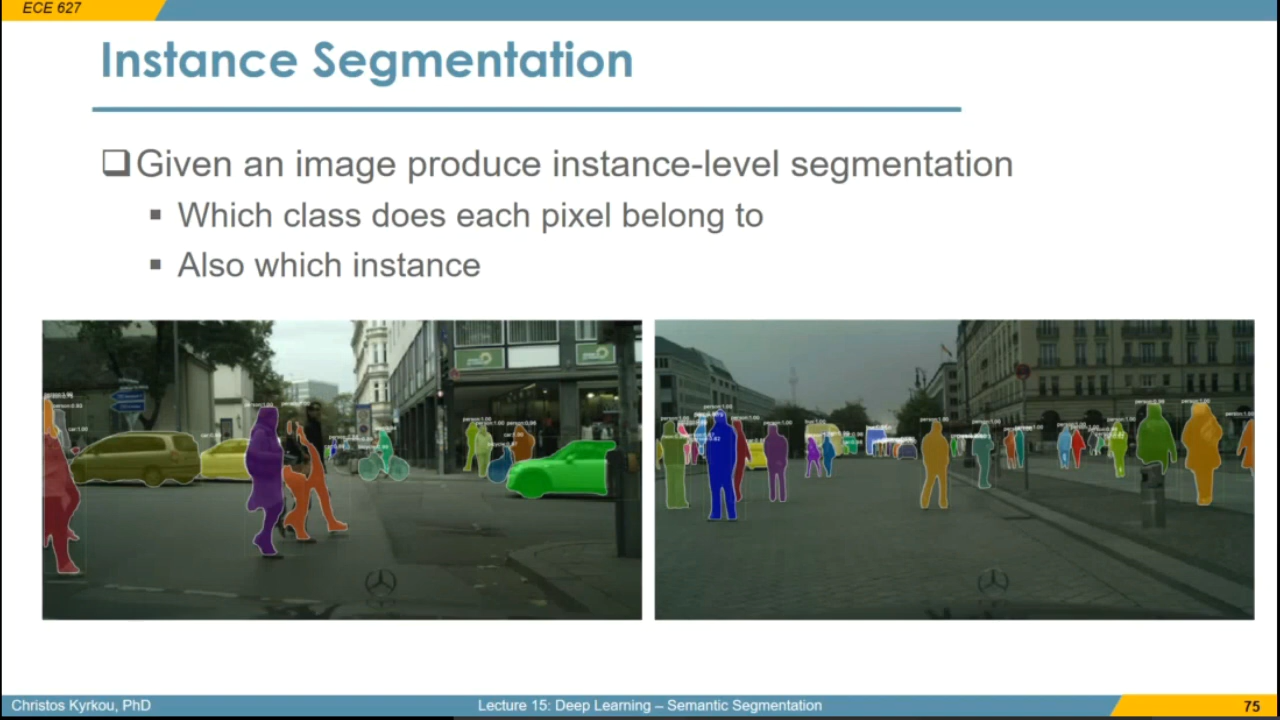 ECE 627
Instance Segmentation
Given an image produce instance-level segmentation
Which class does each pixel belong to
Also which instance
Christos Kyrkou, PhD
Lecture 15: Deep Learning – Semantic Segmentation
75